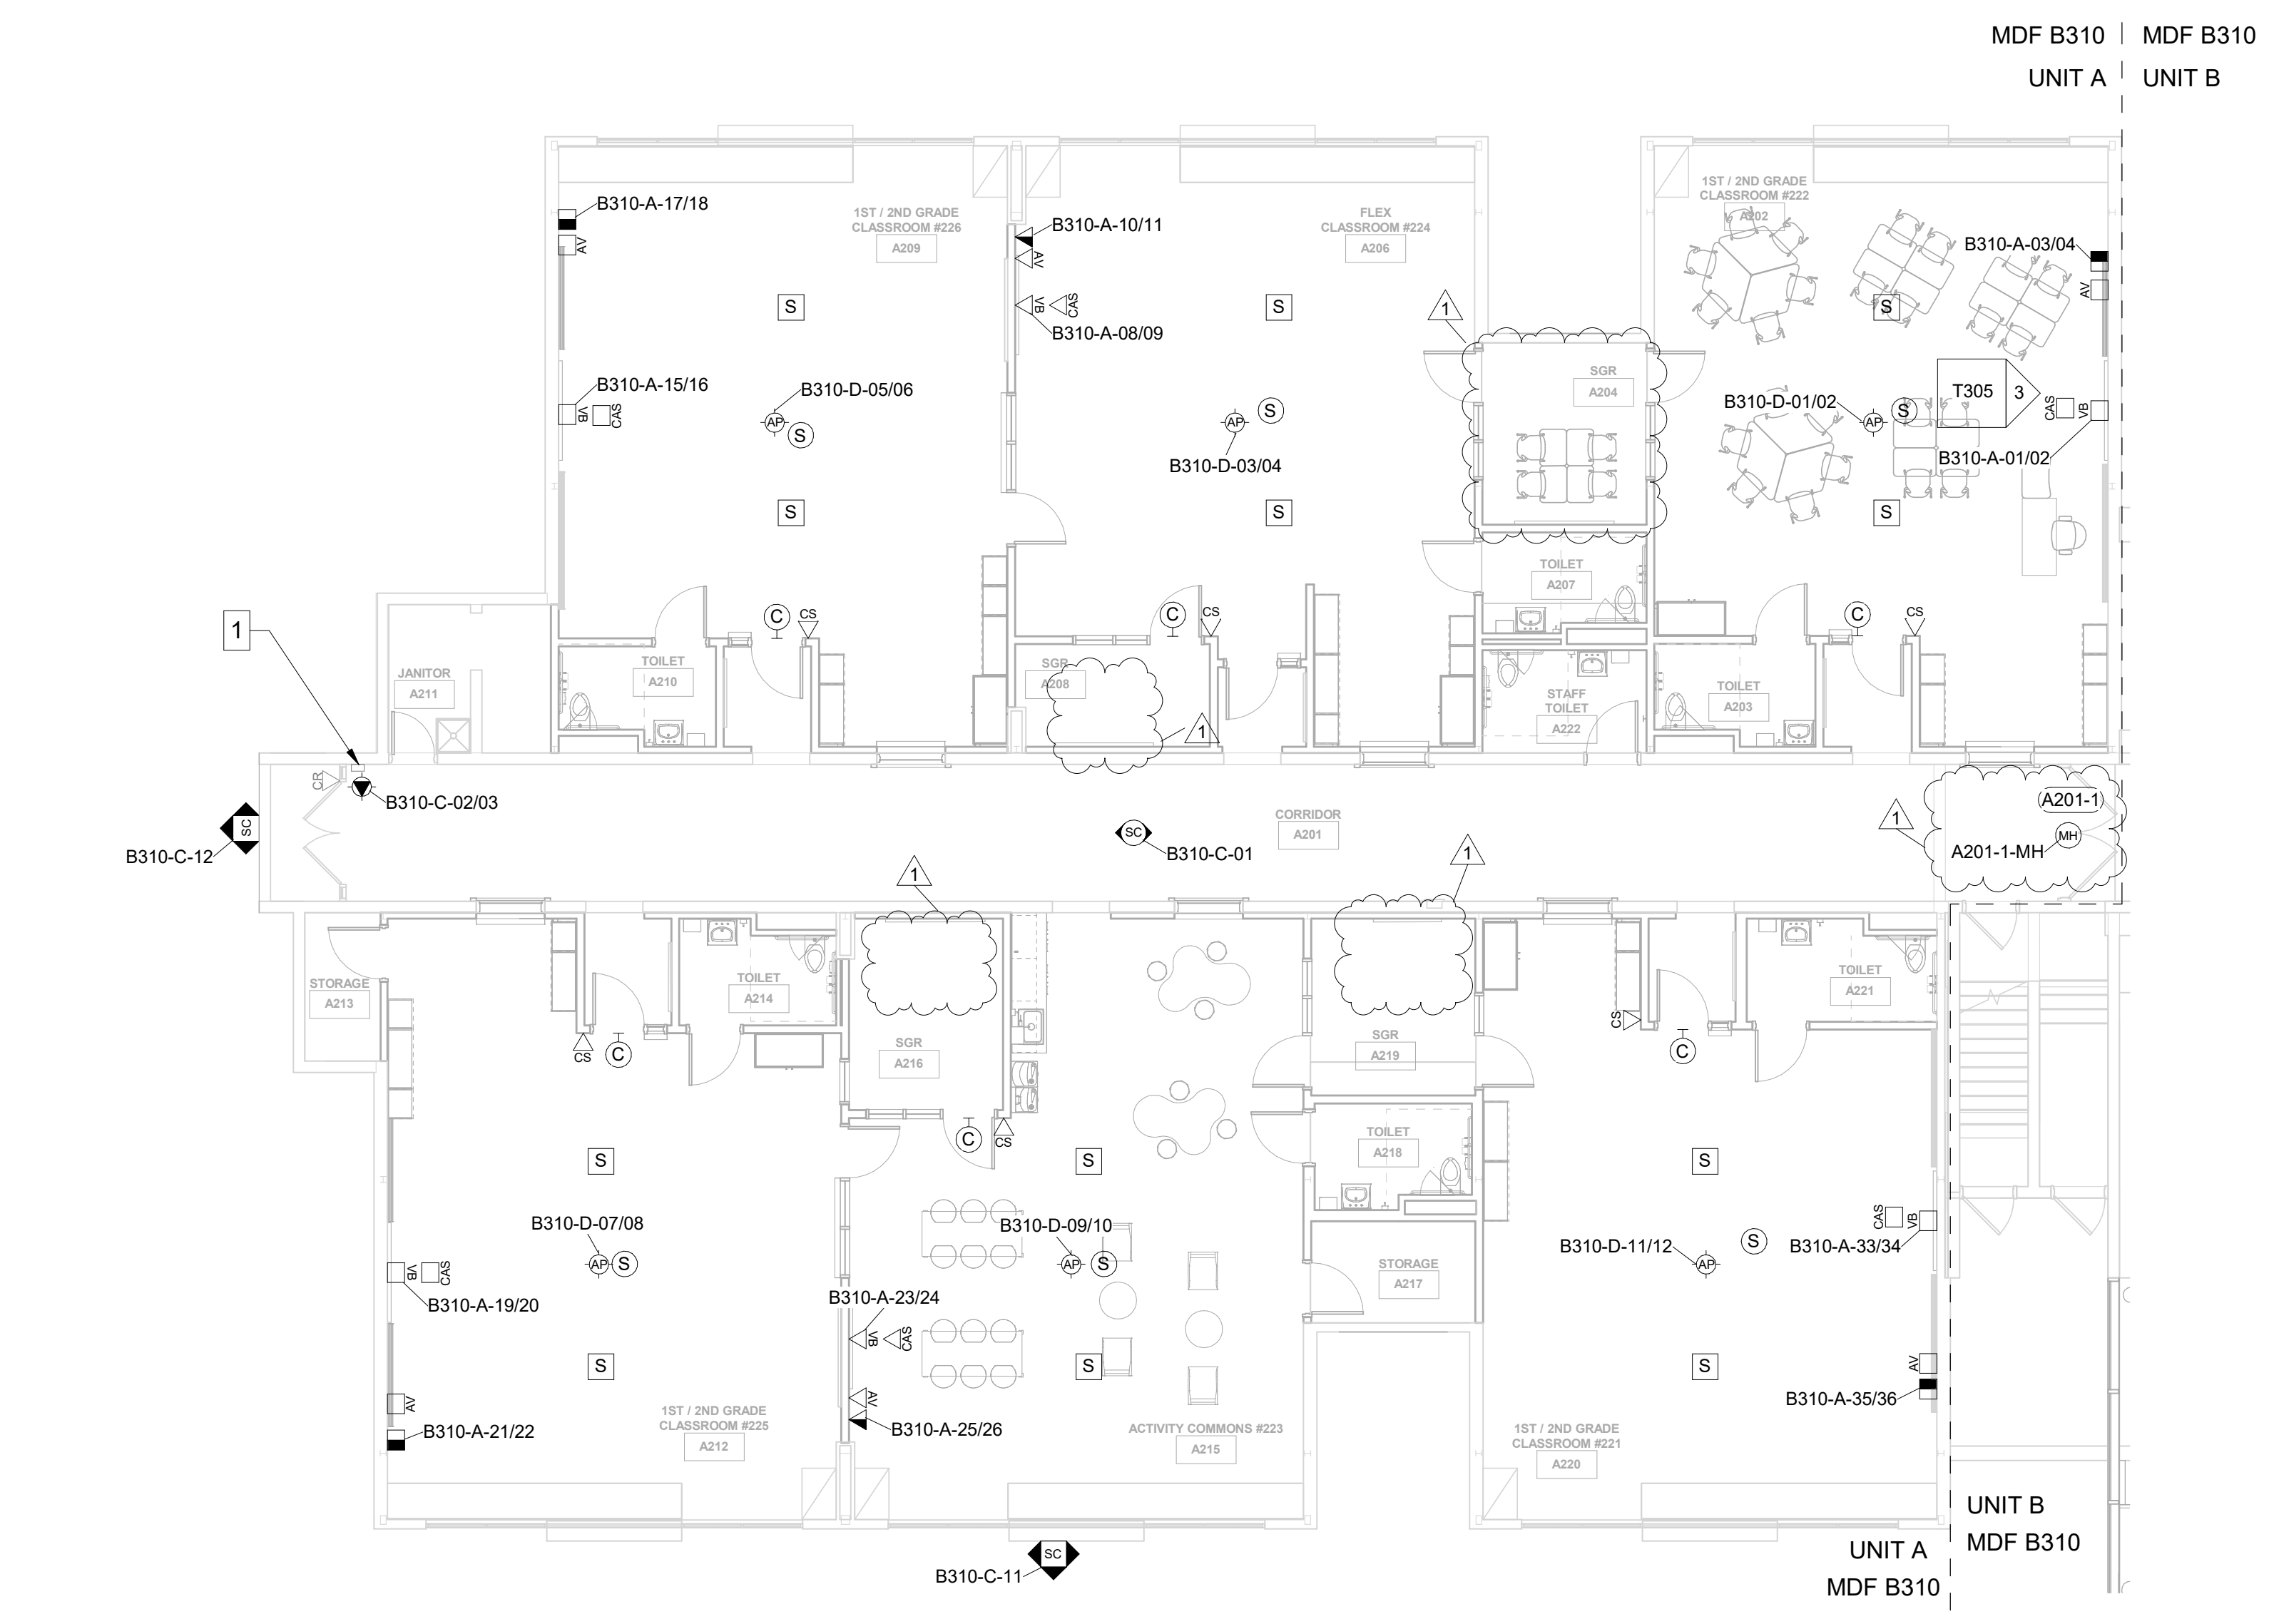 MDF B310
MDF B310
UNIT A
UNIT B
B310-A-17/18
AV
1ST / 2ND GRADE
CLASSROOM #226
A209
S
B310-A-15/16
VB
CAS
B310-D-05/06
AP
S
S
B310-A-10/11
AV
VB
CAS
B310-A-08/09
FLEX
CLASSROOM #224
A206
S
AP
S
B310-D-03/04
S
1
SGR
A204
1ST / 2ND GRADE
CLASSROOM #222
A202
B310-A-03/04
AV
S
T305
3
B310-D-01/02
AP
S
CAS
VB
B310-A-01/02
S
1
JANITOR
A211
TOILET
A210
C
CS
SGR
A208
C
CS
1
TOILET
A207
STAFF
TOILET
A222
TOILET
A203
C
CS
CR
B310-C-02/03
SC
B310-C-12
SC
B310-C-01
CORRIDOR
A201
1
1
1
A201-1
MH
A201-1-MH
STORAGE
A213
CS
C
TOILET
A214
SGR
A216
C
CS
SGR
A219
CS
C
TOILET
A221
TOILET
A218
S
S
S
B310-D-07/08
AP
S
B310-D-09/10
AP
S
B310-D-11/12
AP
S
CAS
VB
B310-A-33/34
VB
CAS
B310-A-19/20
B310-A-23/24
VB
CAS
STORAGE
A217
S
S
S
AV
B310-A-21/22
1ST / 2ND GRADE
CLASSROOM #225
A212
AV
B310-A-25/26
ACTIVITY COMMONS #223
A215
1ST / 2ND GRADE
CLASSROOM #221
A220
AV
B310-A-35/36
SC
B310-C-11
UNIT B
MDF B310
UNIT A
MDF B310